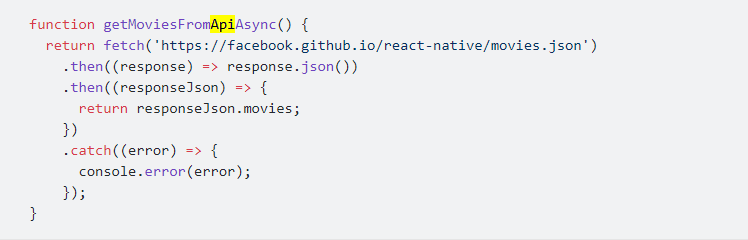 function getMoviesFromApiAsync() {
  return fetch('https://facebook.github.io/react-native/movies.json')
    .then((response) => response.json())
    .then((responseJson) => {
      return responseJson.movies;
    })
    .catch((error) => {
      console.error(error);
    });
}